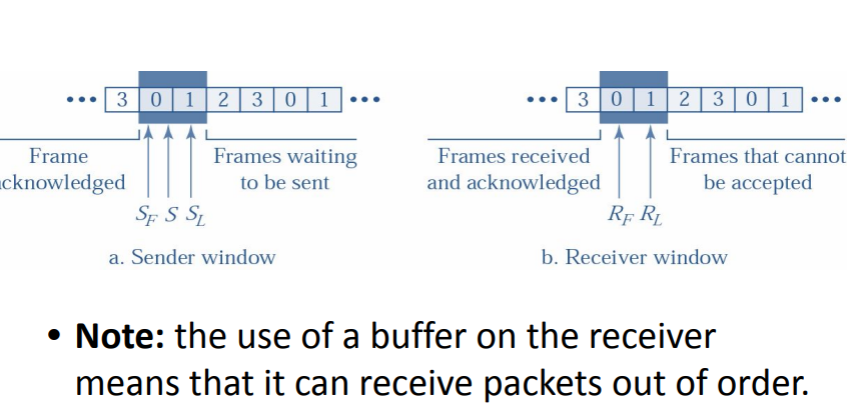 ••• 3 0 1 2 3 0 1 •••
Frame
cknowledged
Frames waiting
to be sent
S_F S S_L
a. Sender window
••• 3 0 1 2 3 0 1 •••
Frames received
and acknowledged
Frames that cannot
be accepted
R_F R_L
b. Receiver window
• Note: the use of a buffer on the receiver
means that it can receive packets out of order.